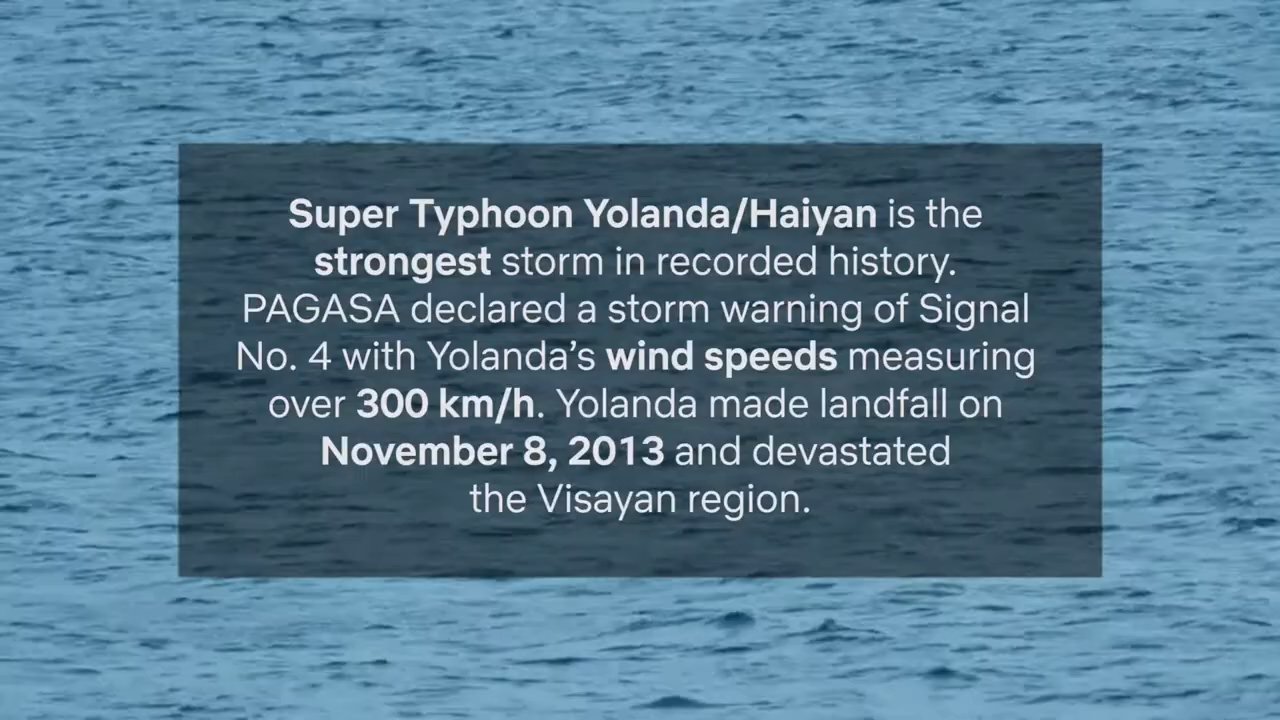 Super Typhoon Yolanda/Haiyan is the
strongest storm in recorded history.
PAGASA declared a storm warning of Signal
No. 4 with Yolanda’s wind speeds measuring
over 300 km/h. Yolanda made landfall on
November 8, 2013 and devastated
the Visayan region.